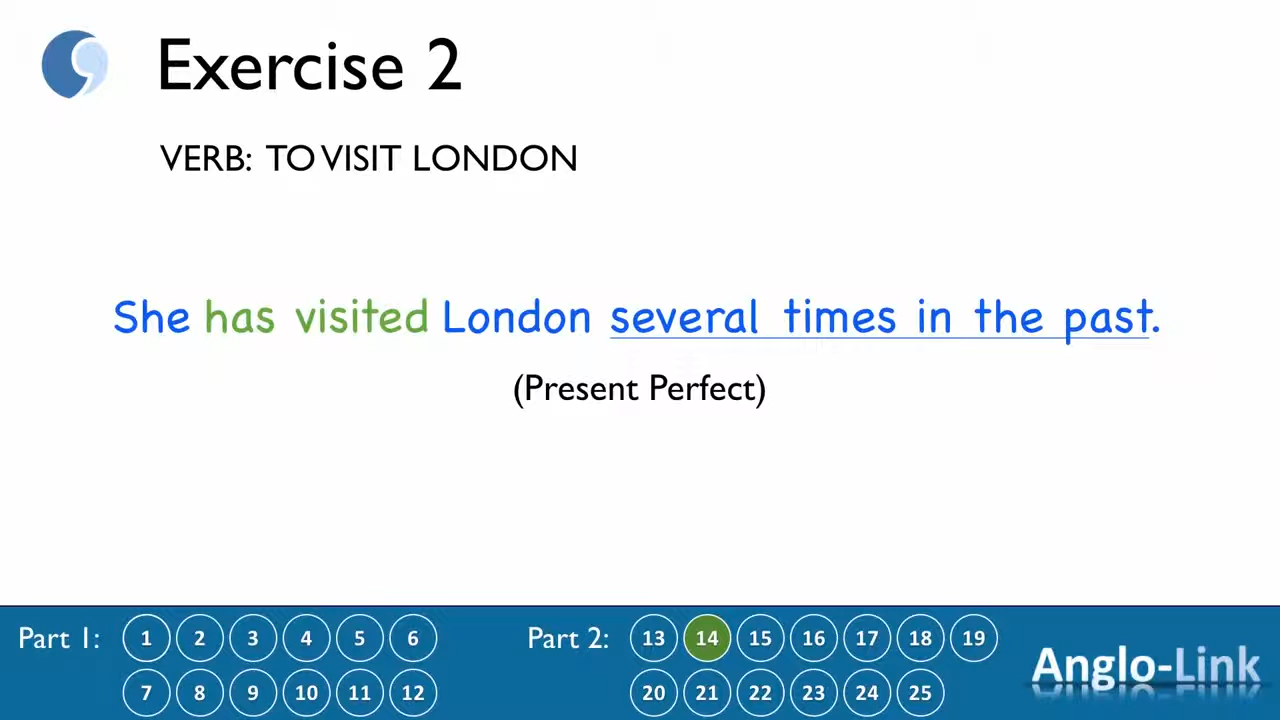 Exercise 2
VERB: TO VISIT LONDON
She has visited London several times in the past.
(Present Perfect)
Part 1: 1 2 3 4 5 6
7 8 9 10 11 12
Part 2: 13 14 15 16 17 18 19
20 21 22 23 24 25
Anglo-Link